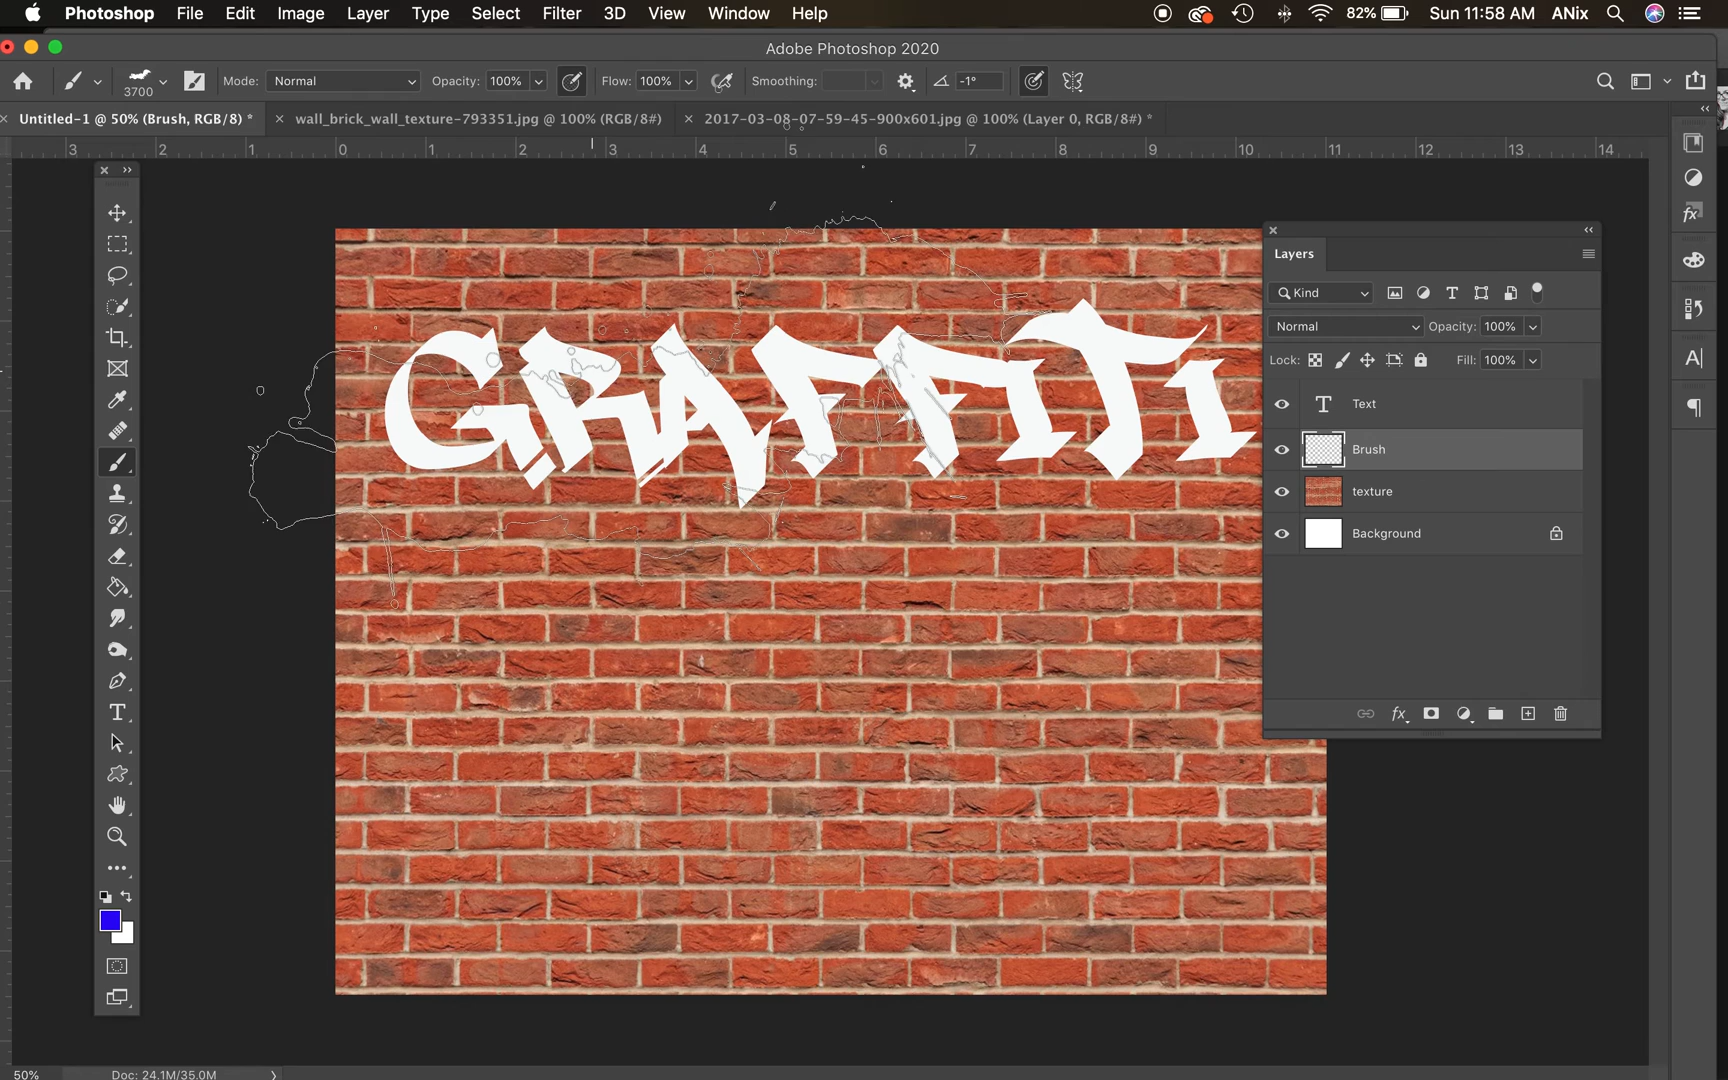 Photoshop File Edit Image Layer Type Select Filter 3D View Window Help 82% Sun 11:58 AM ANix
Adobe Photoshop 2020
3700 Mode: Normal Opacity: 100% Flow: 100% Smoothing: -1°
Untitled-1 @ 50% (Brush, RGB/8) * wall_brick_wall_texture-793351.jpg @ 100% (RGB/8#) 2017-03-08-07-59-45-900x601.jpg @ 100% (Layer 0, RGB/8#) *
3 2 1 0 1 2 3 4 5 6 7 8 9 10 11 12 13 14
GRAFFITI
Layers
Kind
Normal Opacity: 100%
Lock: Fill: 100%
Text
Brush
texture
Background
50% Doc: 24.1M/35.0M